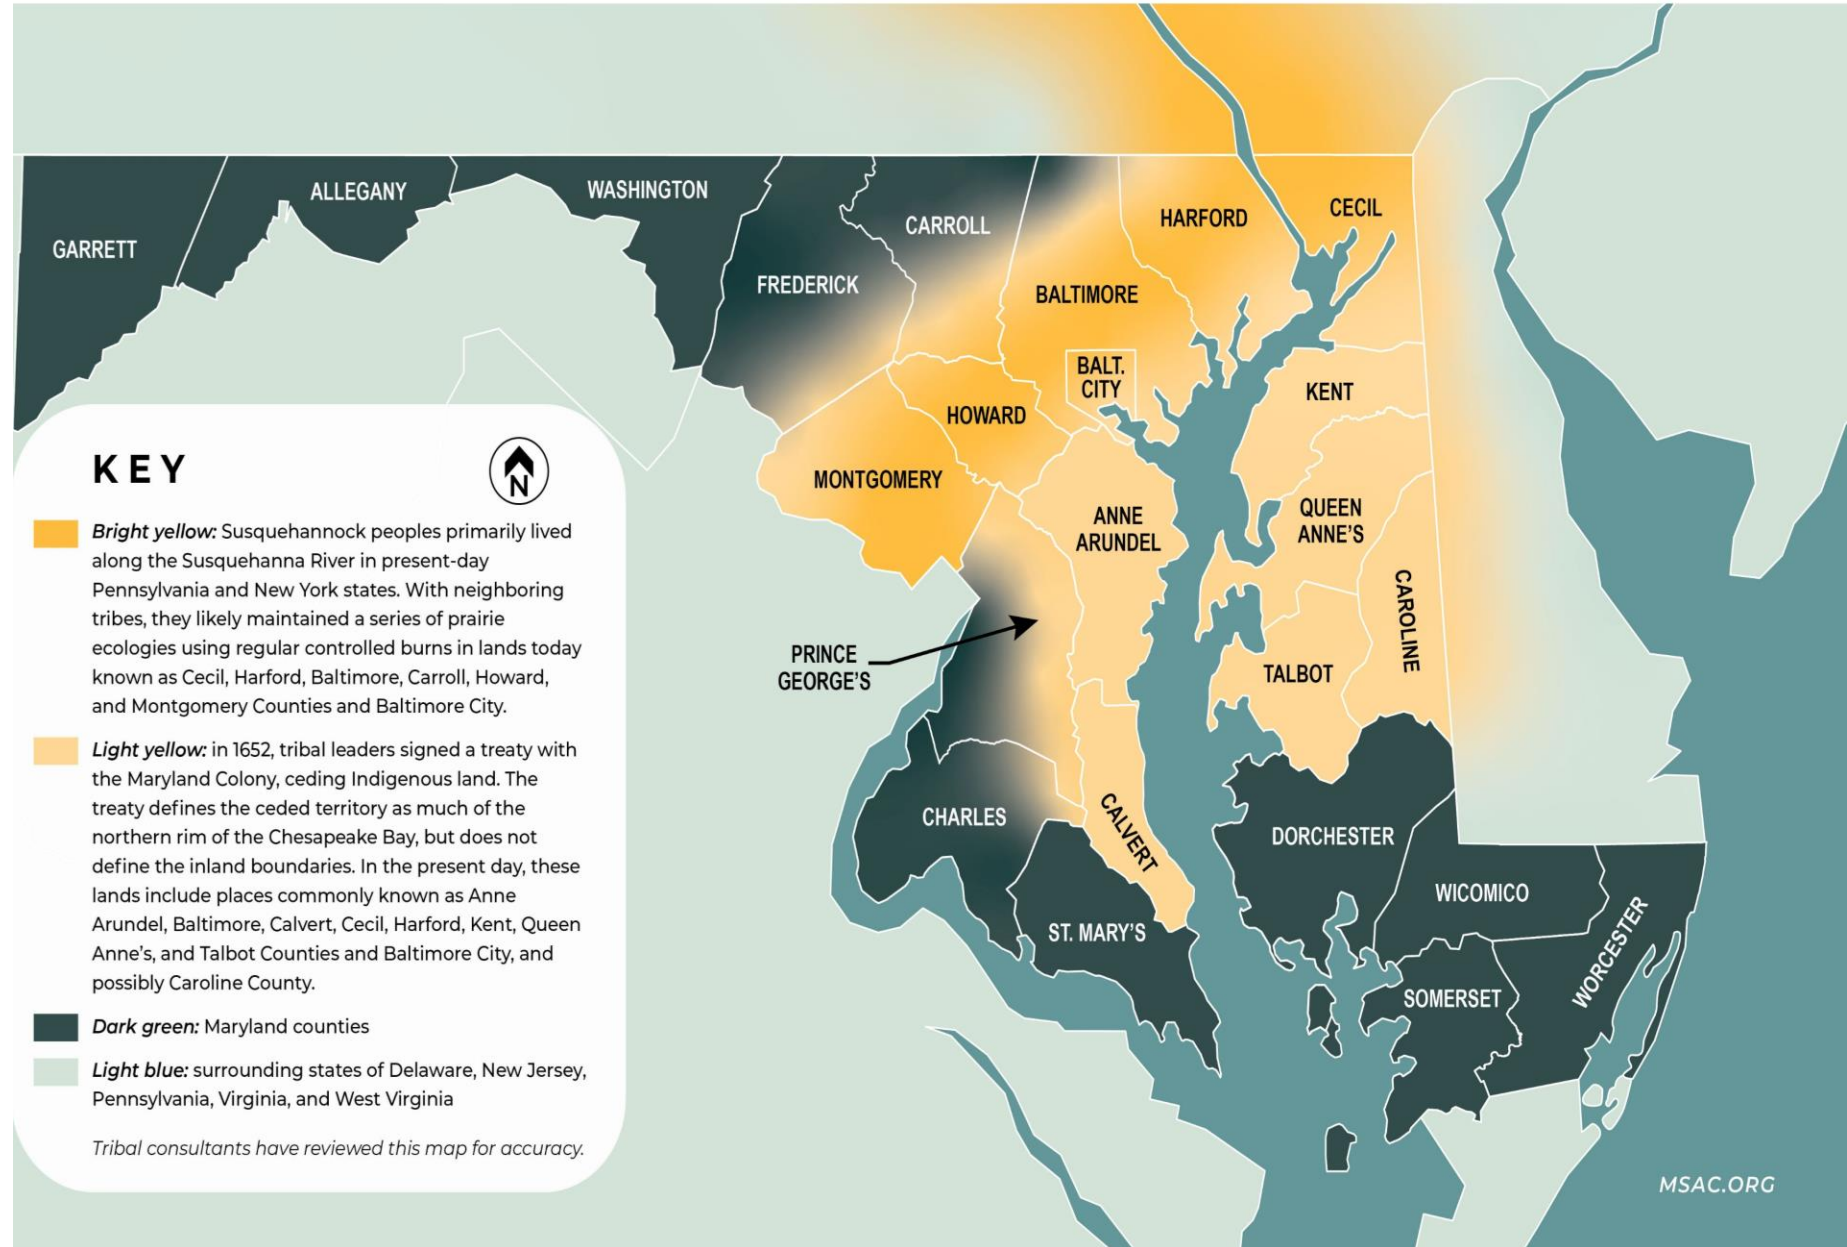 GARRETT
ALLEGANY
WASHINGTON
FREDERICK
CARROLL
HARFORD
CECIL
BALTIMORE
BALT.
CITY
KENT
HOWARD
MONTGOMERY
ANNE
ARUNDEL
QUEEN
ANNE'S
CAROLINE
PRINCE
GEORGE'S
TALBOT
CHARLES
CALVERT
DORCHESTER
ST. MARY'S
WICOMICO
WORCESTER
SOMERSET
KEY
N
Bright yellow: Susquehannock peoples primarily lived
along the Susquehanna River in present-day
Pennsylvania and New York states. With neighboring
tribes, they likely maintained a series of prairie
ecologies using regular controlled burns in lands today
known as Cecil, Harford, Baltimore, Carroll, Howard,
and Montgomery Counties and Baltimore City.
Light yellow: in 1652, tribal leaders signed a treaty with
the Maryland Colony, ceding Indigenous land. The
treaty defines the ceded territory as much of the
northern rim of the Chesapeake Bay, but does not
define the inland boundaries. In the present day, these
lands include places commonly known as Anne
Arundel, Baltimore, Calvert, Cecil, Harford, Kent, Queen
Anne's, and Talbot Counties and Baltimore City, and
possibly Caroline County.
Dark green: Maryland counties
Light blue: surrounding states of Delaware, New Jersey,
Pennsylvania, Virginia, and West Virginia
Tribal consultants have reviewed this map for accuracy.
MSAC.ORG